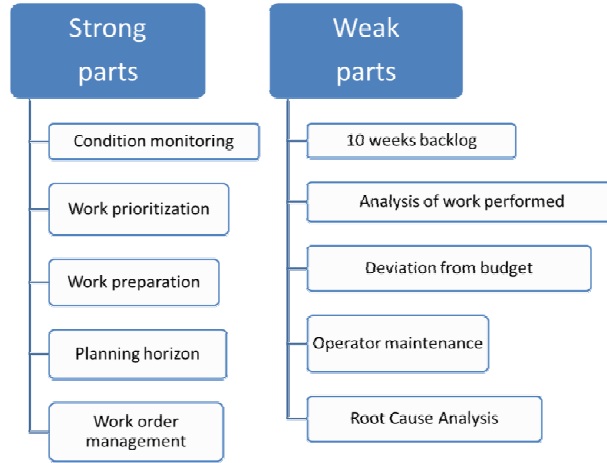 Strong
parts
Condition monitoring
Work prioritization
Work preparation
Planning horizon
Work order
management
Weak
parts
10 weeks backlog
Analysis of work performed
Deviation from budget
Operator maintenance
Root Cause Analysis